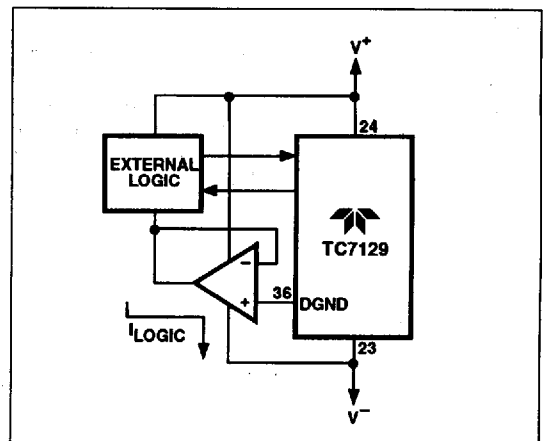 V+
24
EXTERNAL
LOGIC
TC7129
−
+
36
DGND
ILOGIC
23
V−